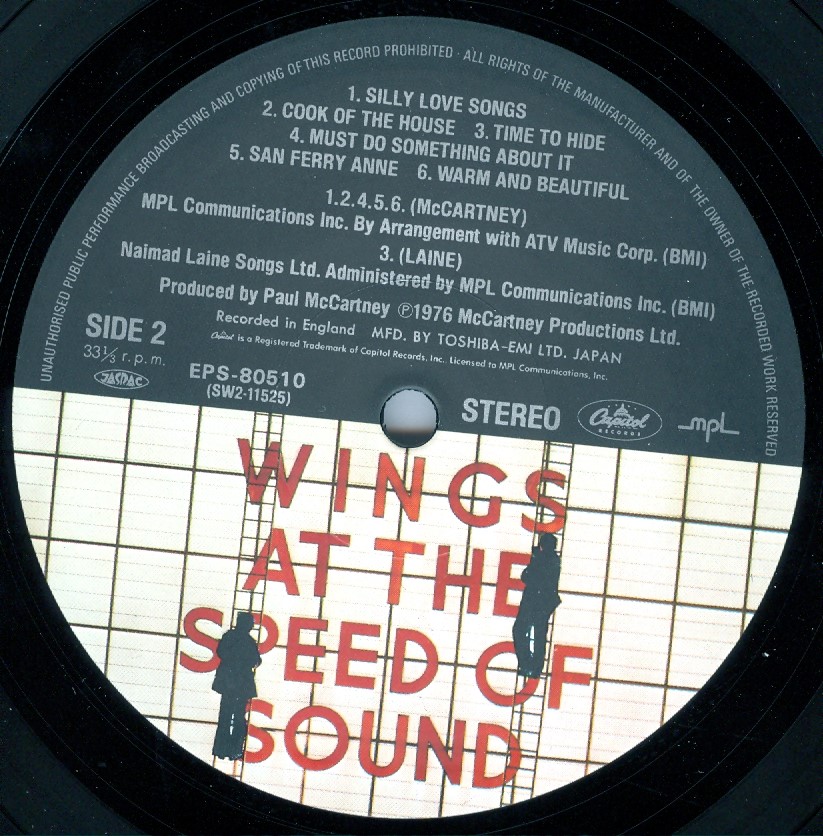 UNAUTHORISED PUBLIC PERFORMANCE BROADCASTING AND COPYING OF THIS RECORD PROHIBITED · ALL RIGHTS OF THE MANUFACTURER AND OF THE OWNER OF THE RECORDED WORK RESERVED
1. SILLY LOVE SONGS
2. COOK OF THE HOUSE 3. TIME TO HIDE
4. MUST DO SOMETHING ABOUT IT
5. SAN FERRY ANNE 6. WARM AND BEAUTIFUL
1.2.4.5.6. (McCARTNEY)
MPL Communications Inc. By Arrangement with ATV Music Corp. (BMI)
3. (LAINE)
Naimad Laine Songs Ltd. Administered by MPL Communications Inc. (BMI)
Produced by Paul McCartney ℗1976 McCartney Productions Ltd.
Recorded in England MFD. BY TOSHIBA-EMI LTD. JAPAN
Capitol is a Registered Trademark of Capitol Records, Inc. Licensed to MPL Communications, Inc.
SIDE 2
33⅓ r.p.m.
JASRAC
EPS-80510
(SW2-11525)
STEREO
Capitol
RECORDS
mpl
WINGS
AT THE
SPEED OF
SOUND